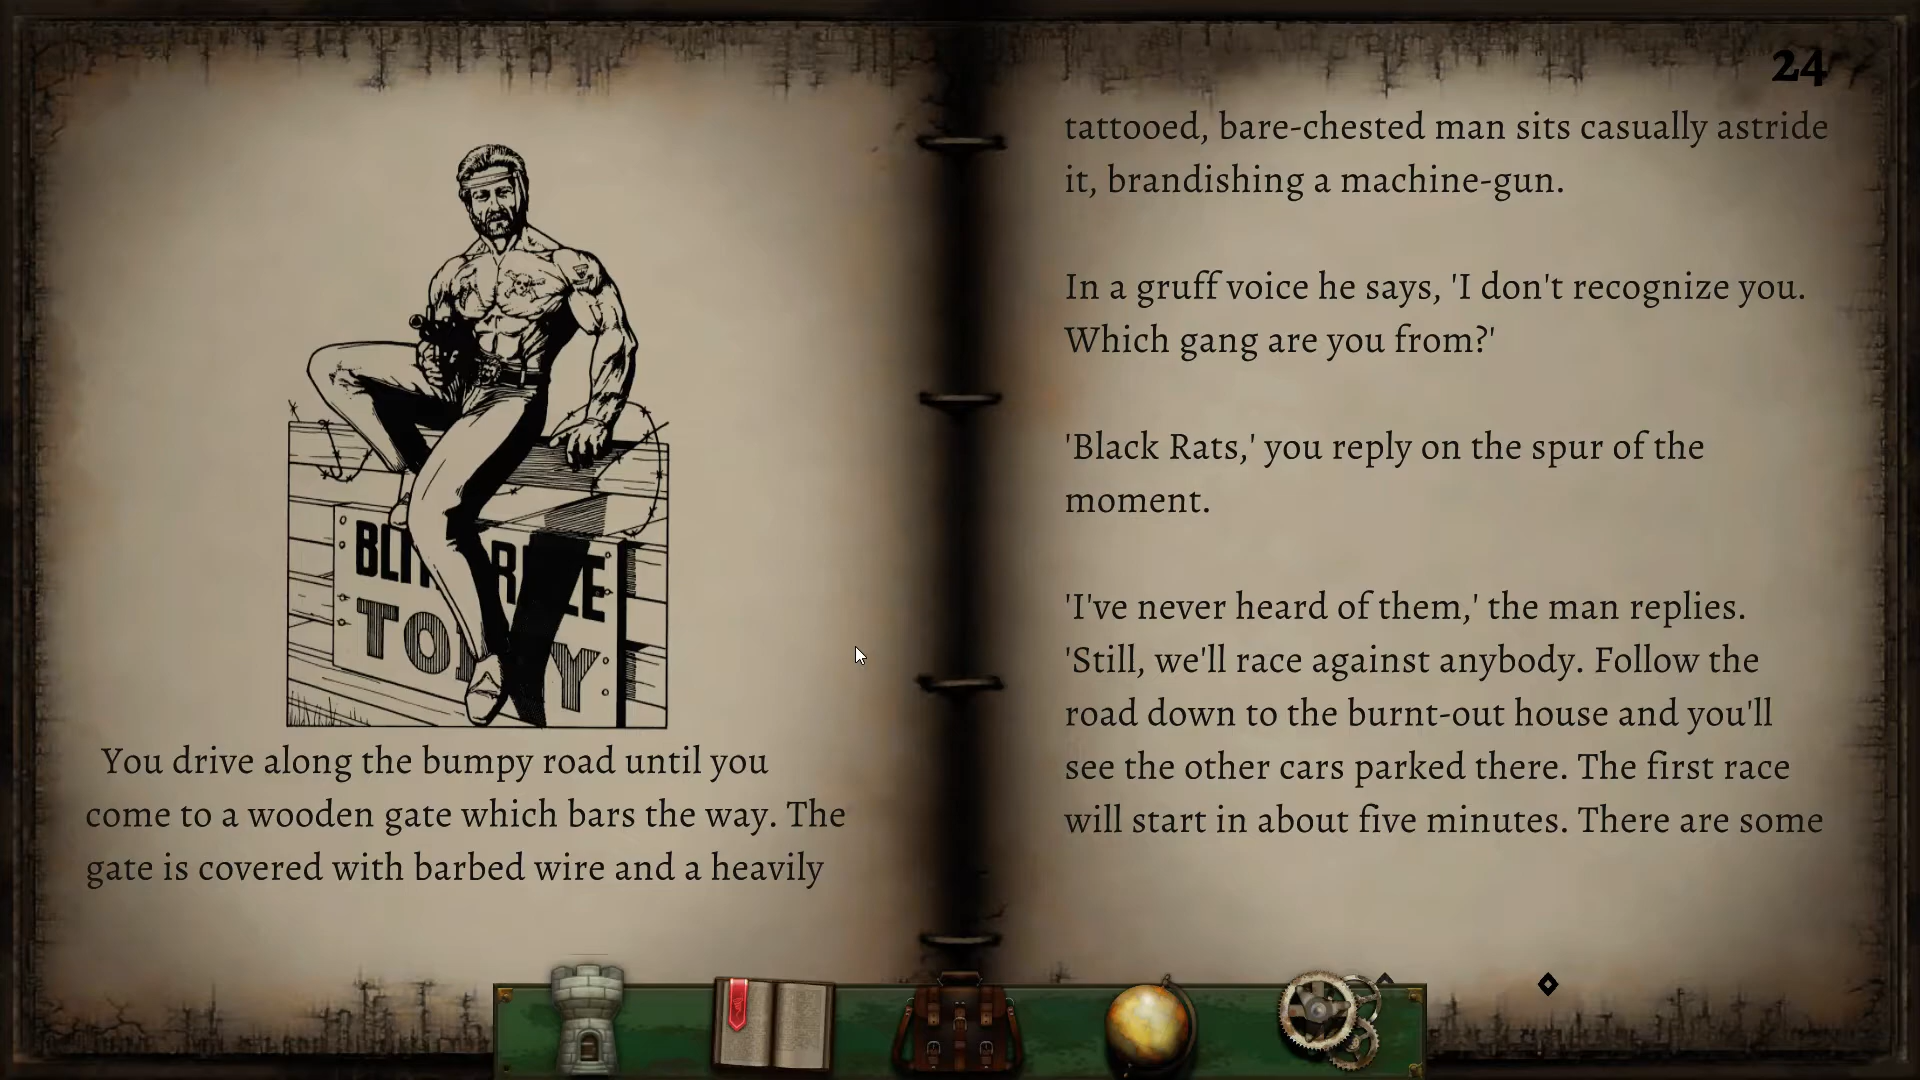 BLI R E
TO Y
You drive along the bumpy road until you
come to a wooden gate which bars the way. The
gate is covered with barbed wire and a heavily
24
tattooed, bare-chested man sits casually astride
it, brandishing a machine-gun.
In a gruff voice he says, 'I don't recognize you.
Which gang are you from?'
'Black Rats,' you reply on the spur of the
moment.
'I've never heard of them,' the man replies.
'Still, we'll race against anybody. Follow the
road down to the burnt-out house and you'll
see the other cars parked there. The first race
will start in about five minutes. There are some